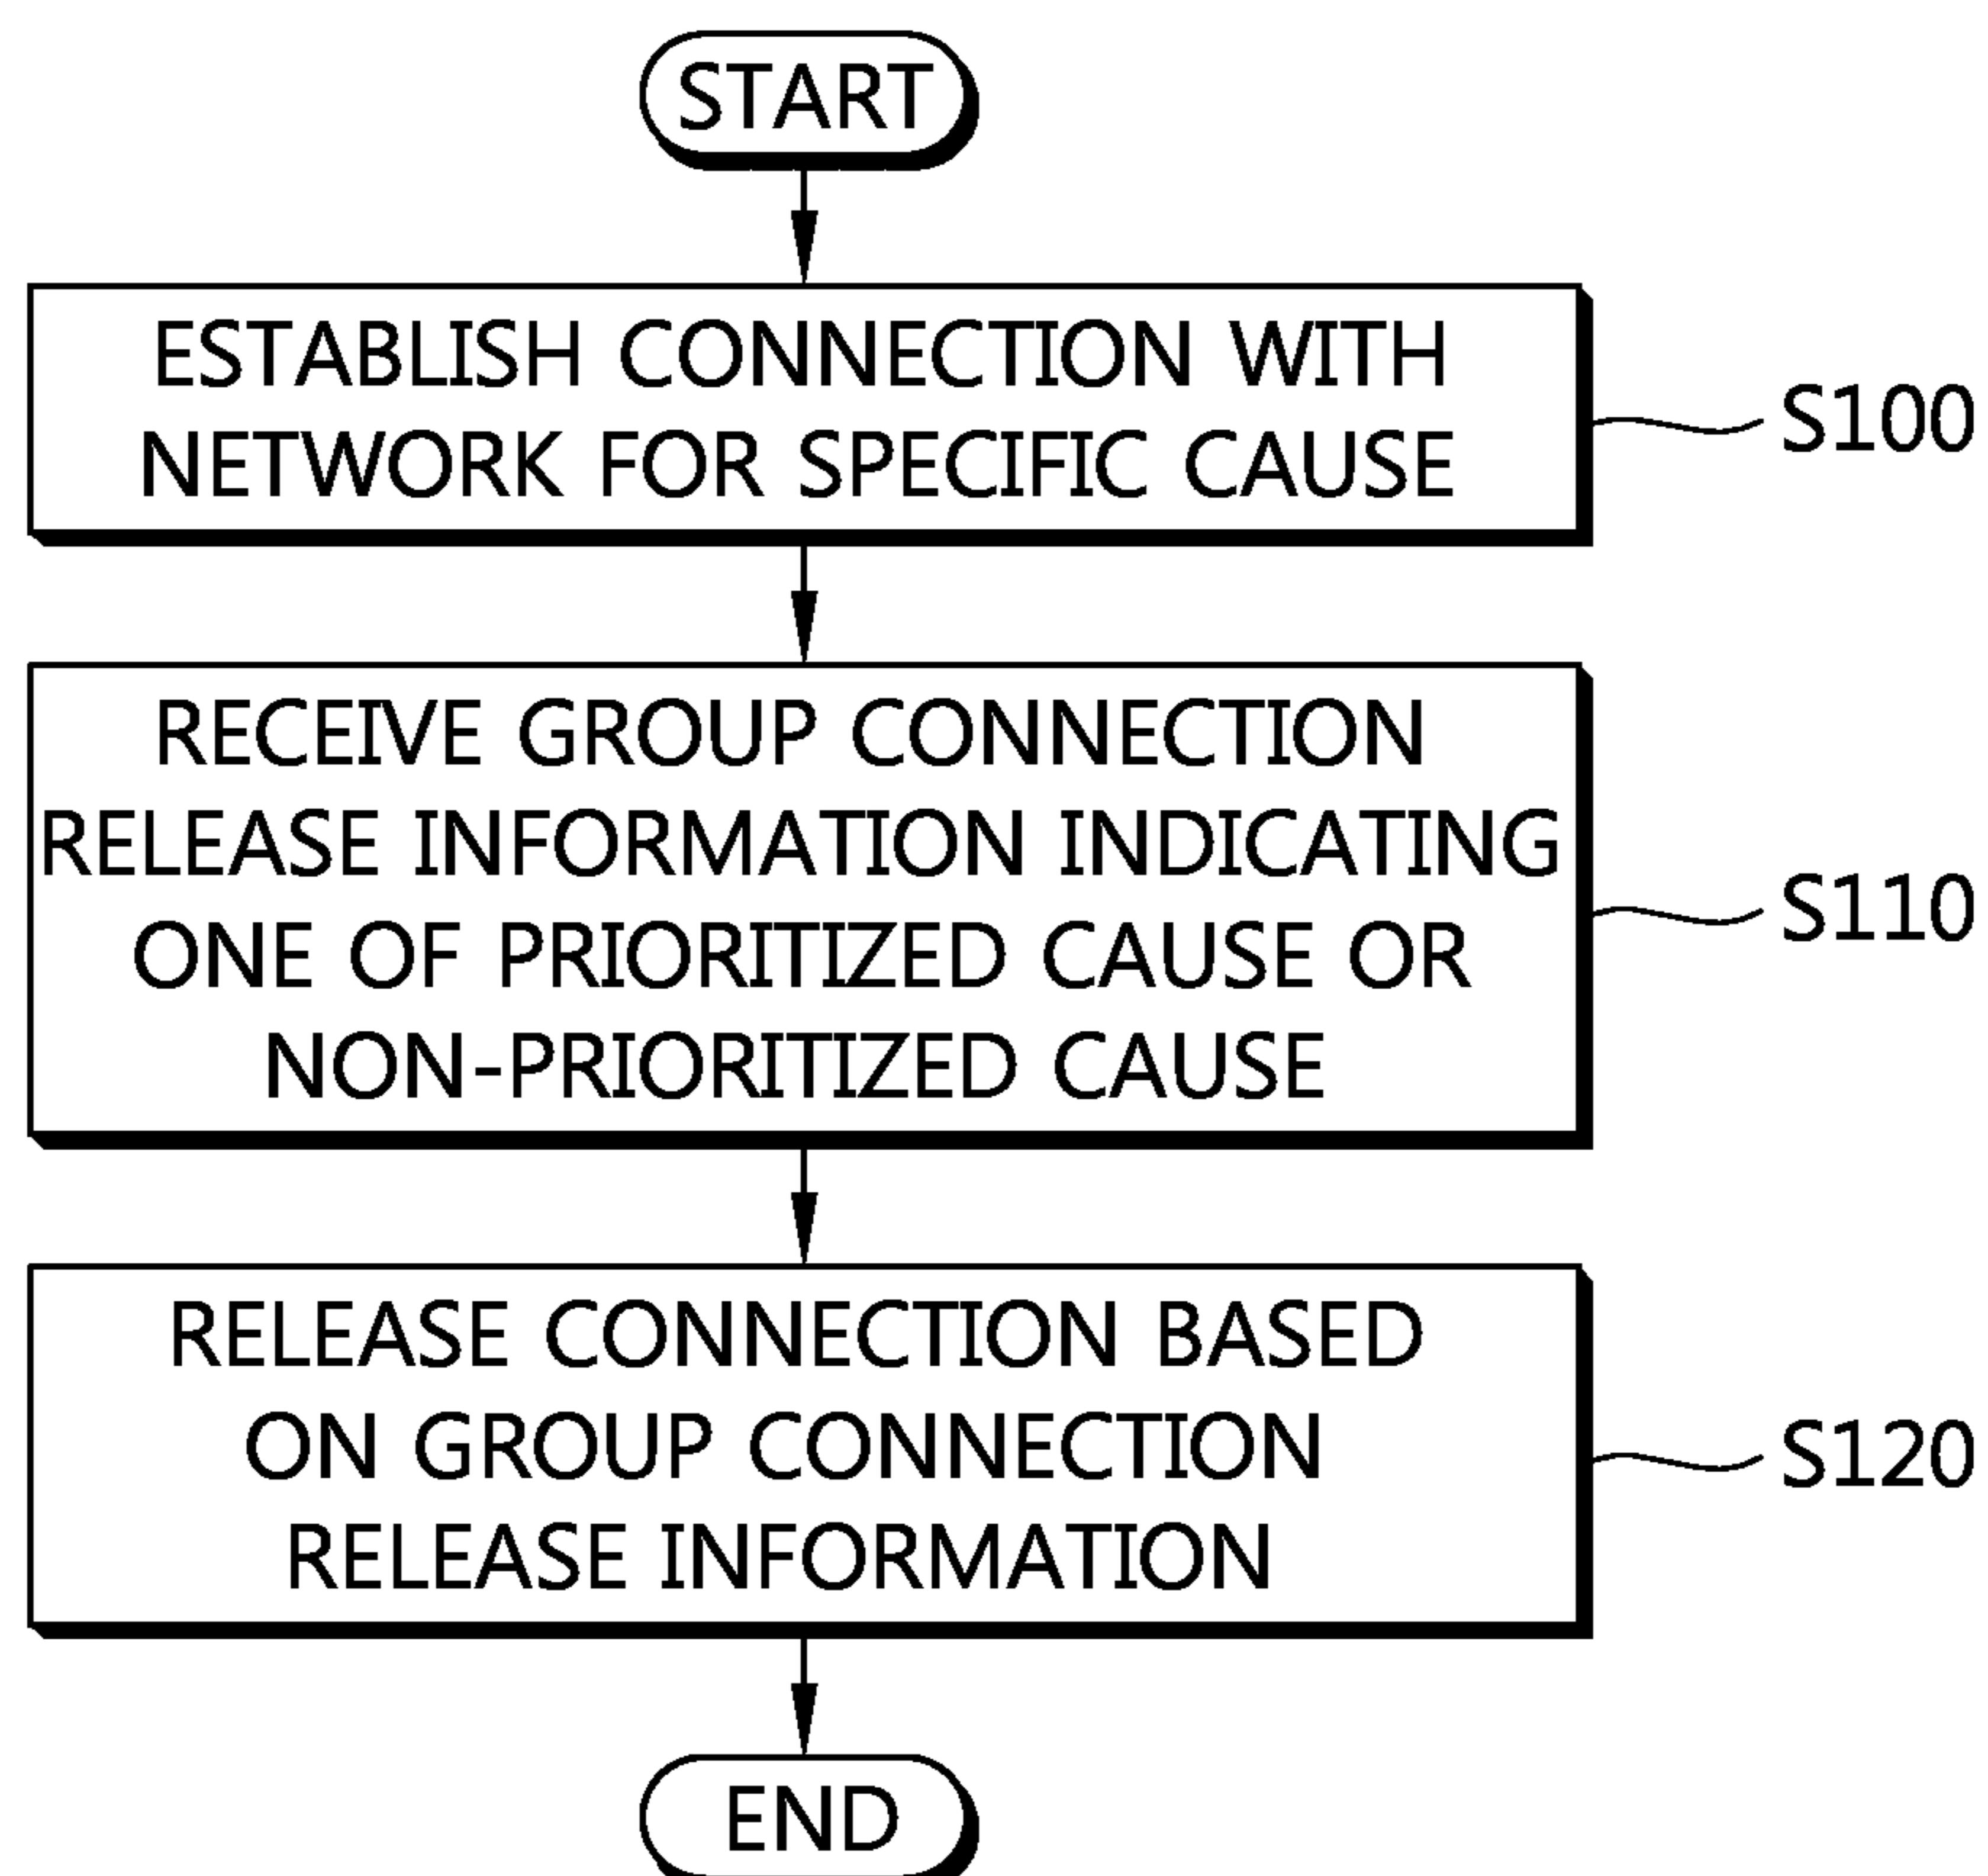 START
ESTABLISH CONNECTION WITH
NETWORK FOR SPECIFIC CAUSE
S100
RECEIVE GROUP CONNECTION
RELEASE INFORMATION INDICATING
ONE OF PRIORITIZED CAUSE OR
NON-PRIORITIZED CAUSE
S110
RELEASE CONNECTION BASED
ON GROUP CONNECTION
RELEASE INFORMATION
S120
END